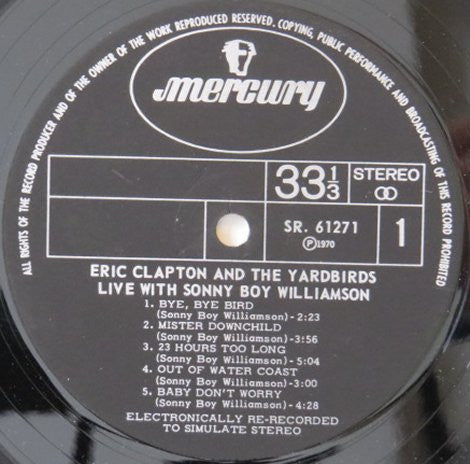 ALL RIGHTS OF THE RECORD PRODUCER AND OF THE OWNER OF THE WORK REPRODUCED RESERVED. COPYING, PUBLIC PERFORMANCE AND BROADCASTING OF THIS RECORD PROHIBITED
mercury
33 1/3 STEREO
SR. 61271 1
Ⓟ1970
ERIC CLAPTON AND THE YARDBIRDS
LIVE WITH SONNY BOY WILLIAMSON
1. BYE, BYE BIRD
(Sonny Boy Williamson)-2:23
2. MISTER DOWNCHILD
(Sonny Boy Williamson)-3:56
3. 23 HOURS TOO LONG
(Sonny Boy Williamson)-5:04
4. OUT OF WATER COAST
(Sonny Boy Williamson)-3:00
5. BABY DON'T WORRY
(Sonny Boy Williamson)-4:28
ELECTRONICALLY RE-RECORDED
TO SIMULATE STEREO